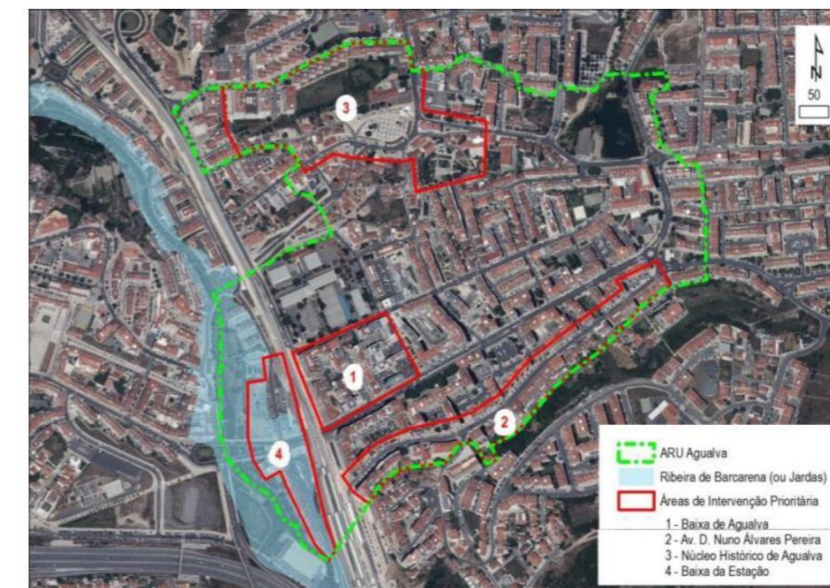 N
50
3
1
2
4
ARU Agualva
Ribeira de Barcarena (ou Jardas)
Áreas de Intervenção Prioritária
1 - Baixa de Agualva
2 - Av. D. Nuno Álvares Pereira
3 - Núcleo Histórico de Agualva
4 - Baixa da Estação